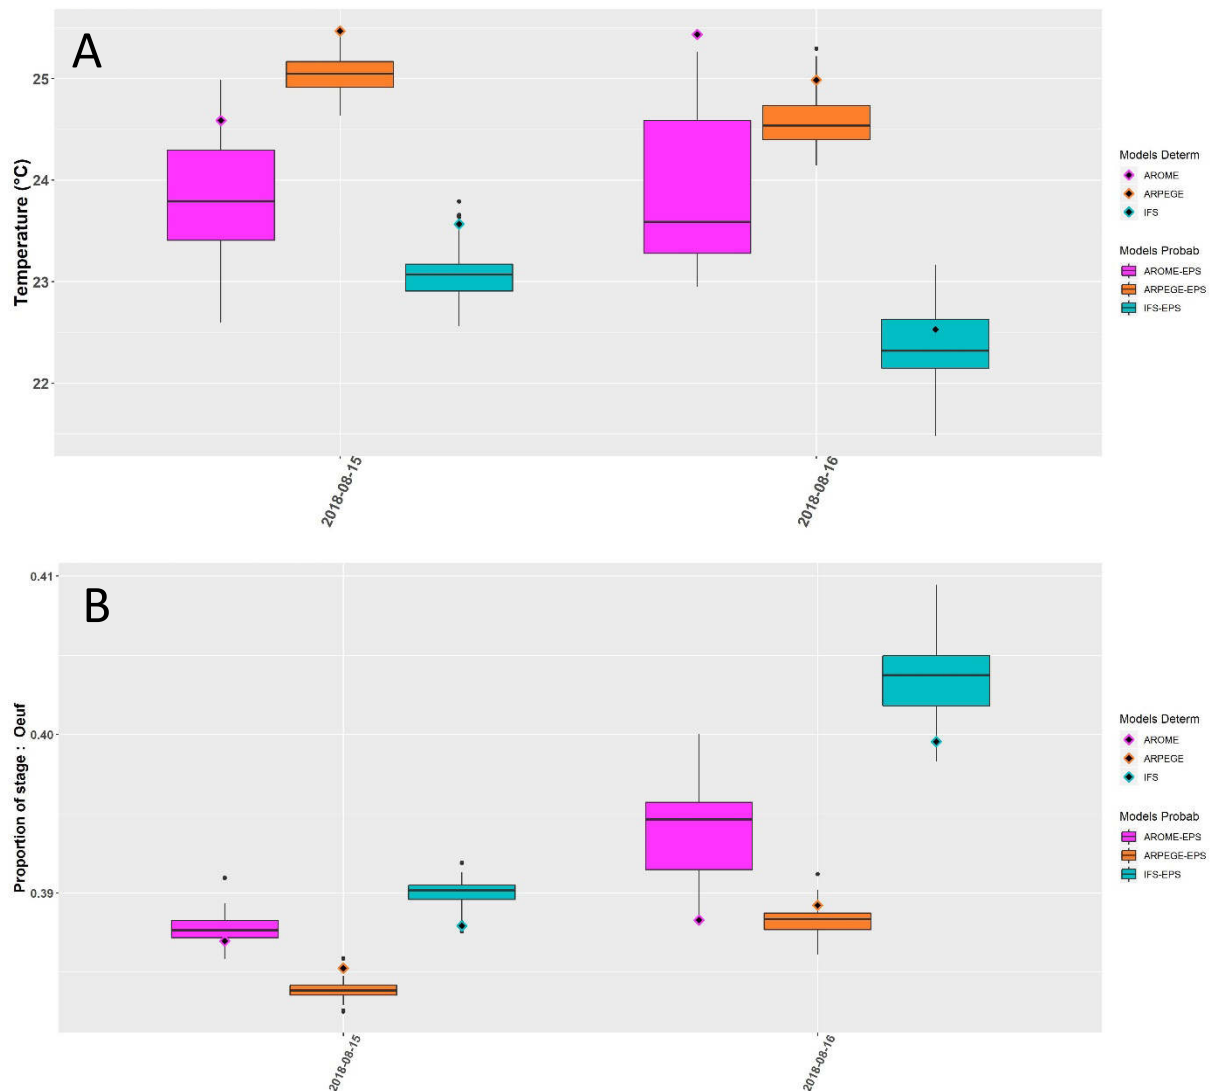 A
25
24
23
22
Temperature (°C)
2018-08-15
2018-08-16
Models Determ
AROME
ARPEGE
IFS
Models Probab
AROME-EPS
ARPEGE-EPS
IFS-EPS
B
0.41
0.40
0.39
Proportion of stage : Oeuf
2018-08-15
2018-08-16
Models Determ
AROME
ARPEGE
IFS
Models Probab
AROME-EPS
ARPEGE-EPS
IFS-EPS